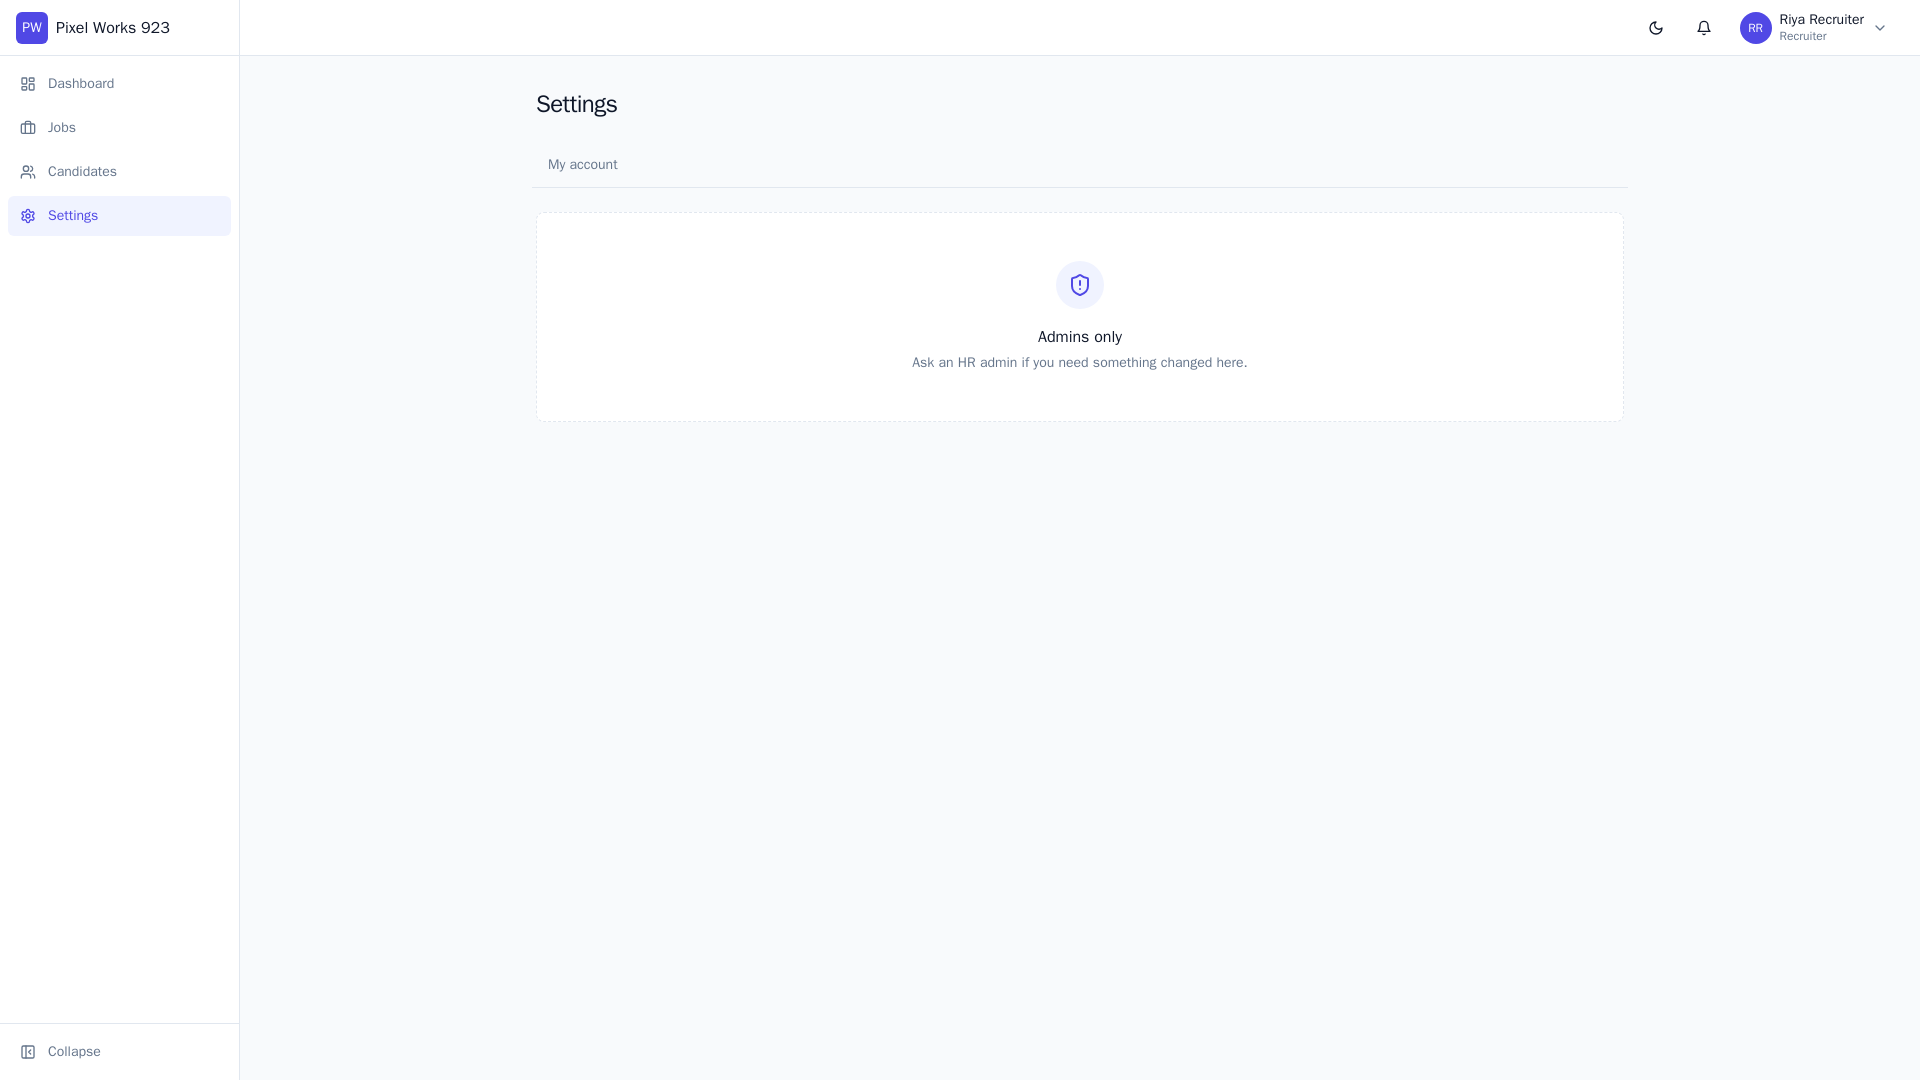 PW Pixel Works 923
RR Riya Recruiter
Recruiter
Dashboard
Jobs
Candidates
Settings
Settings
My account
Admins only
Ask an HR admin if you need something changed here.
Collapse